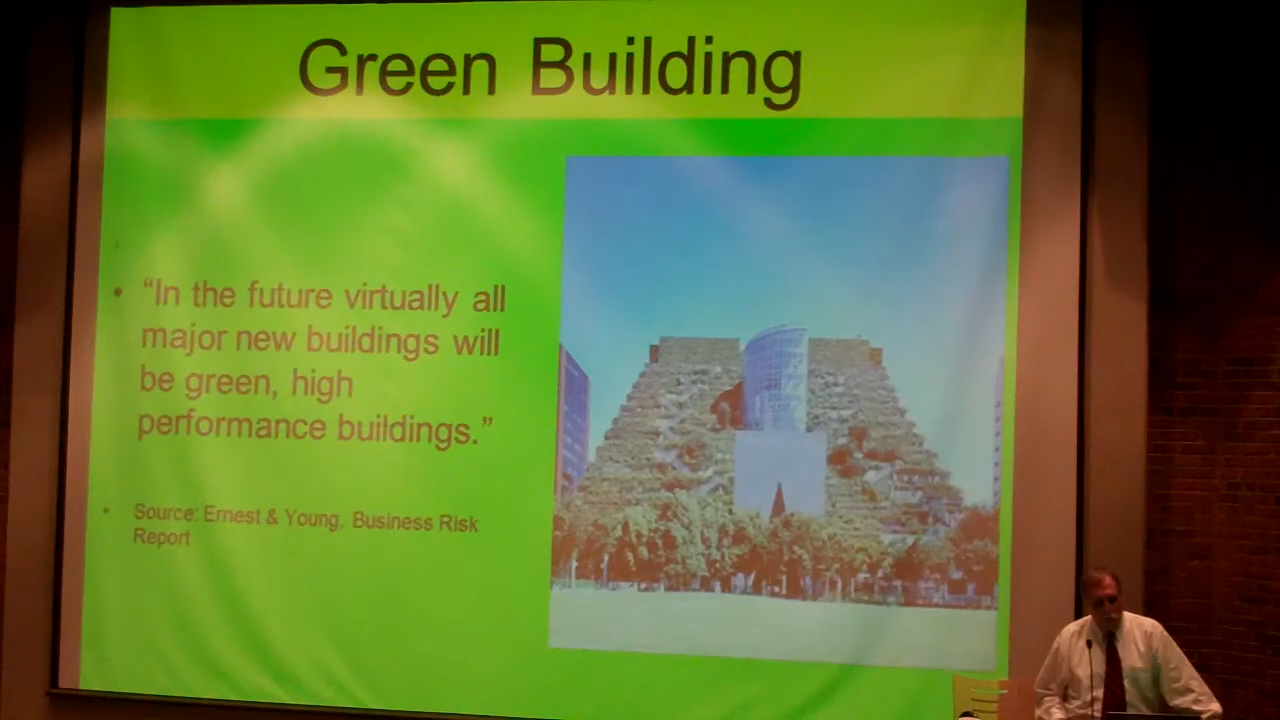 Green Building
• “In the future virtually all
major new buildings will
be green, high
performance buildings.”
• Source: Ernest & Young, Business Risk
Report